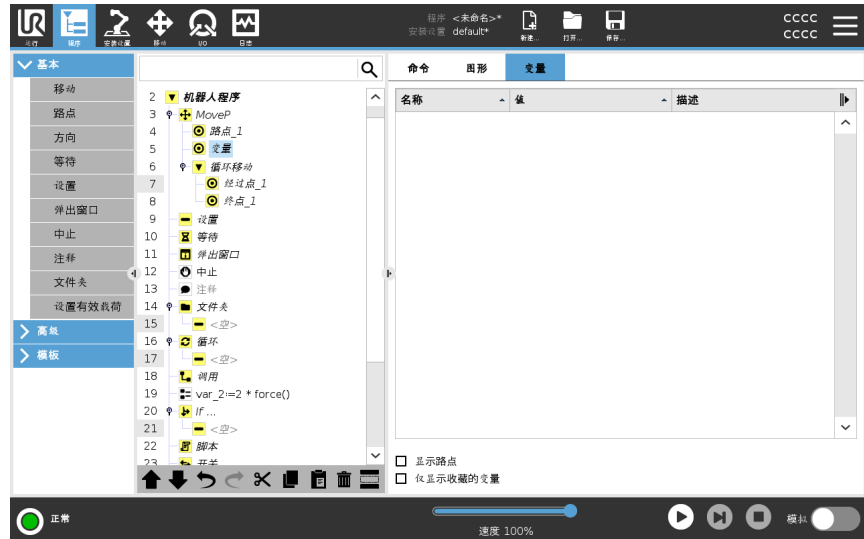 UR
运行
程序
安装设置
移动
I/O
日志
程序 <未命名>*
安装设置 default*
新建...
打开...
保存...
CCCC
CCCC
基本
移动
路点
方向
等待
设置
弹出窗口
中止
注释
文件夹
设置有效载荷
高级
模板
2 机器人程序
3 MoveP
4 路点_1
5 变量
6 循环移动
7 经过点_1
8 终点_1
9 设置
10 等待
11 弹出窗口
12 中止
13 注释
14 文件夹
15 <空>
16 循环
17 <空>
18 调用
19 var_2:=2 * force()
20 If ...
21 <空>
22 脚本
23 开关
命令 图形 变量
名称 值 描述
显示路点
仅显示收藏的变量
正常
速度 100%
模拟